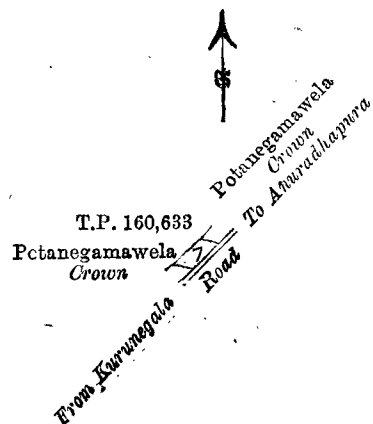 Potanegamawela
Crown
To Anuradhapura
T.P. 160,633
Pctanegamawela
Crown
From Kurunegala Road